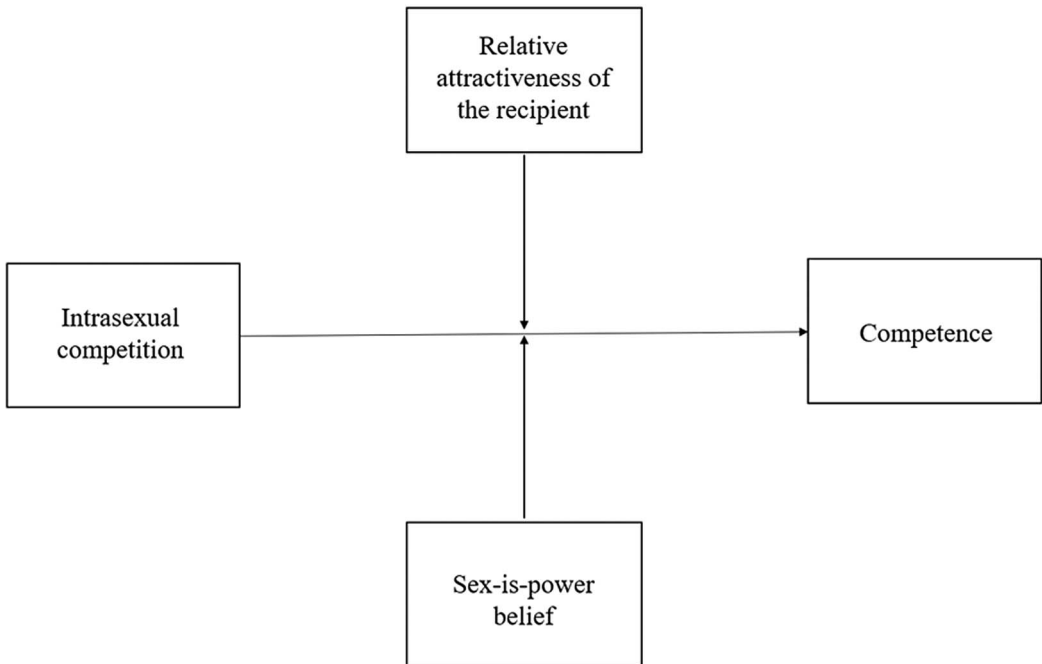 Relative
attractiveness of
the recipient
Intrasexual
competition
Competence
Sex-is-power
belief